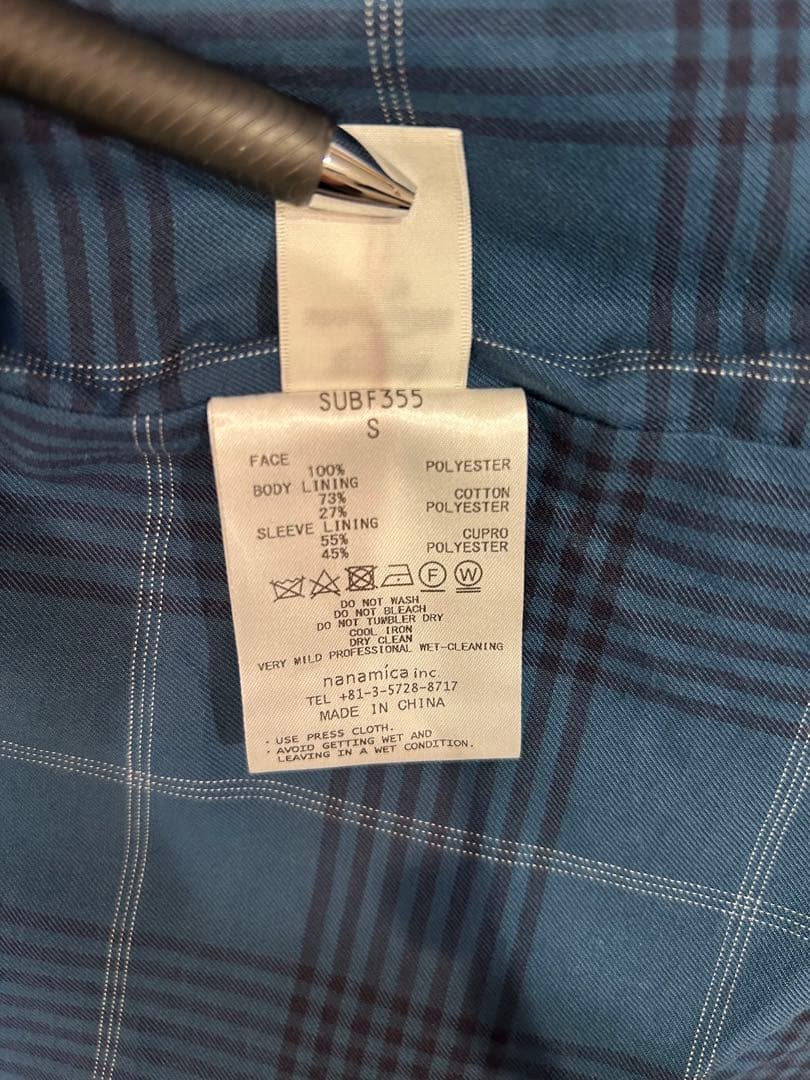 SUBF355
S
FACE
100% POLYESTER
BODY LINING
73% COTTON
27% POLYESTER
SLEEVE LINING
55% CUPRO
45% POLYESTER
F W
DO NOT WASH
DO NOT BLEACH
DO NOT TUMBLER DRY
COOL IRON
DRY CLEAN
VERY MILD PROFESSIONAL WET-CLEANING
nanamica inc.
TEL +81-3-5728-8717
MADE IN CHINA
・USE PRESS CLOTH.
・AVOID GETTING WET AND
LEAVING IN A WET CONDITION.